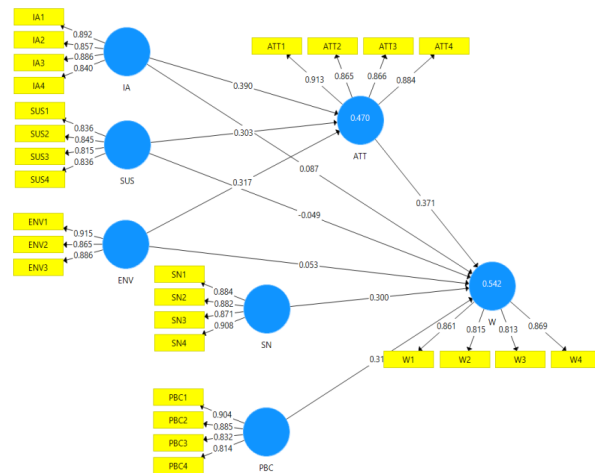 IA1
IA2
IA3
IA4
0.892
0.857
0.886
0.840
IA
ATT1 ATT2 ATT3 ATT4
0.913 0.865 0.866 0.884
0.470
ATT
0.390
SUS1
SUS2
SUS3
SUS4
0.836
0.845
0.815
0.836
SUS
0.303
0.087
0.317
0.371
-0.049
ENV1
ENV2
ENV3
0.915
0.865
0.886
ENV
0.053
SN1
SN2
SN3
SN4
0.884
0.882
0.871
0.908
SN
0.300
0.542
W
0.861 0.815 0.813 0.869
W1 W2 W3 W4
PBC1
PBC2
PBC3
PBC4
0.904
0.885
0.832
0.814
PBC